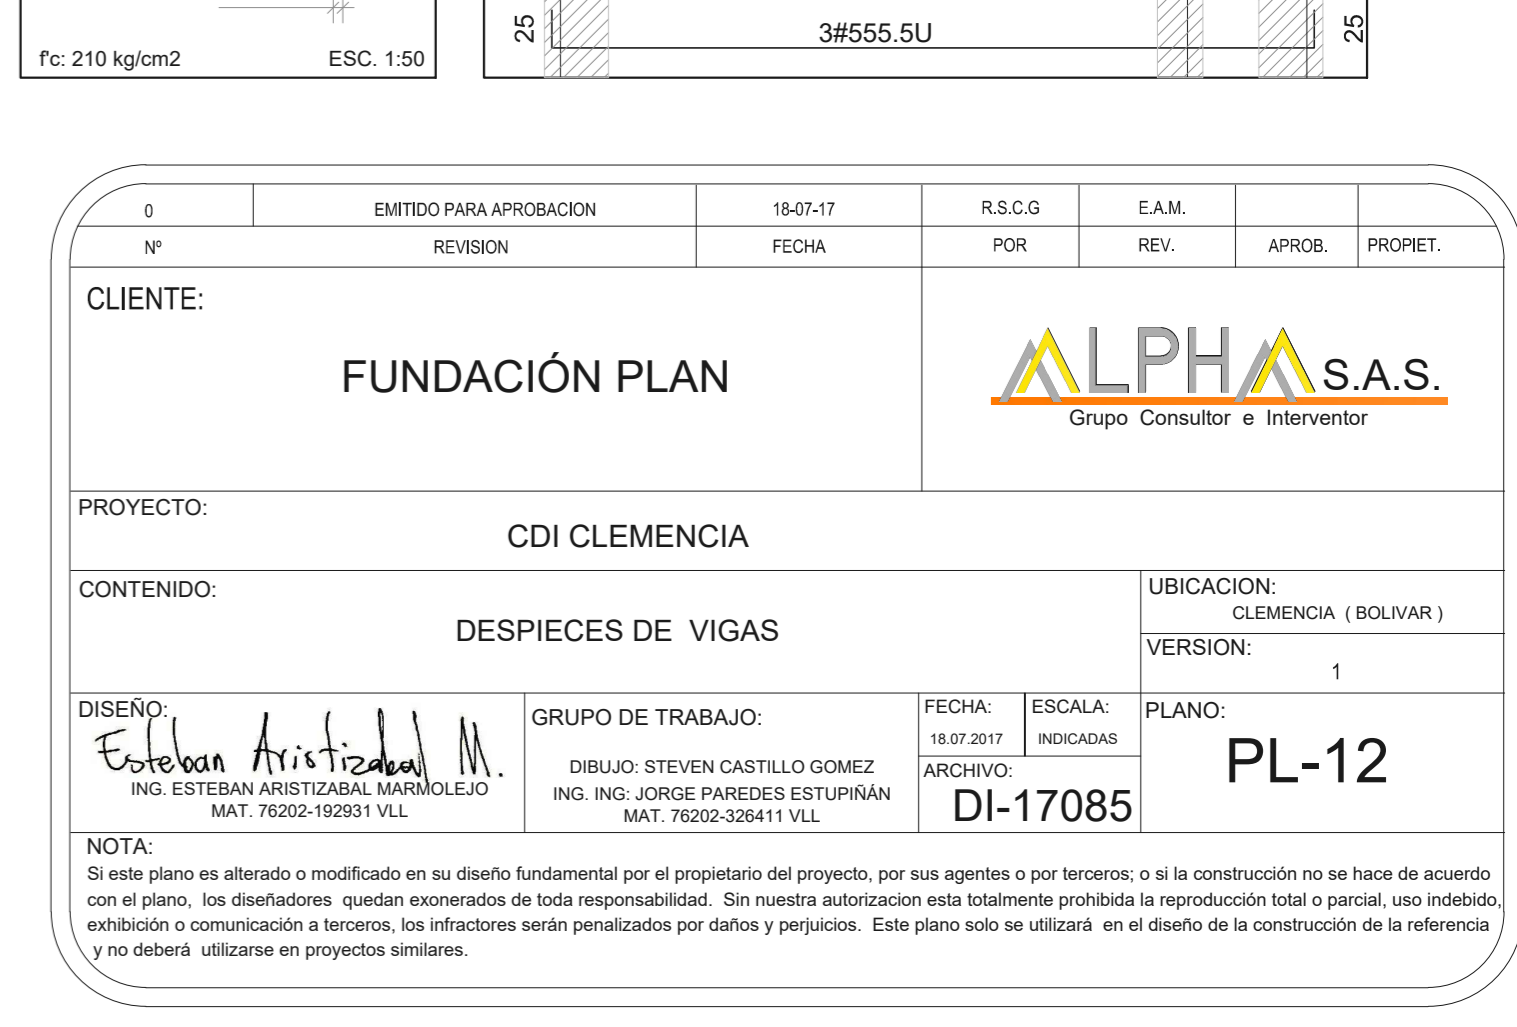 25
3#555.5U
25
f'c: 210 kg/cm2
ESC. 1:50
0 EMITIDO PARA APROBACION 18-07-17 R.S.C.G E.A.M.
Nº REVISION FECHA POR REV. APROB. PROPIET.
CLIENTE:
FUNDACIÓN PLAN
ALPHA S.A.S.
Grupo Consultor e Interventor
PROYECTO:
CDI CLEMENCIA
CONTENIDO:
DESPIECES DE VIGAS
UBICACION:
CLEMENCIA ( BOLIVAR )
VERSION:
1
DISEÑO:
Esteban Aristizabal M.
ING. ESTEBAN ARISTIZABAL MARMOLEJO
MAT. 76202-192931 VLL
GRUPO DE TRABAJO:
DIBUJO: STEVEN CASTILLO GOMEZ
ING. ING: JORGE PAREDES ESTUPIÑÁN
MAT. 76202-326411 VLL
FECHA:
18.07.2017
ESCALA:
INDICADAS
ARCHIVO:
DI-17085
PLANO:
PL-12
NOTA:
Si este plano es alterado o modificado en su diseño fundamental por el propietario del proyecto, por sus agentes o por terceros; o si la construcción no se hace de acuerdo
con el plano, los diseñadores quedan exonerados de toda responsabilidad. Sin nuestra autorizacion esta totalmente prohibida la reproducción total o parcial, uso indebido,
exhibición o comunicación a terceros, los infractores serán penalizados por daños y perjuicios. Este plano solo se utilizará en el diseño de la construcción de la referencia
y no deberá utilizarse en proyectos similares.